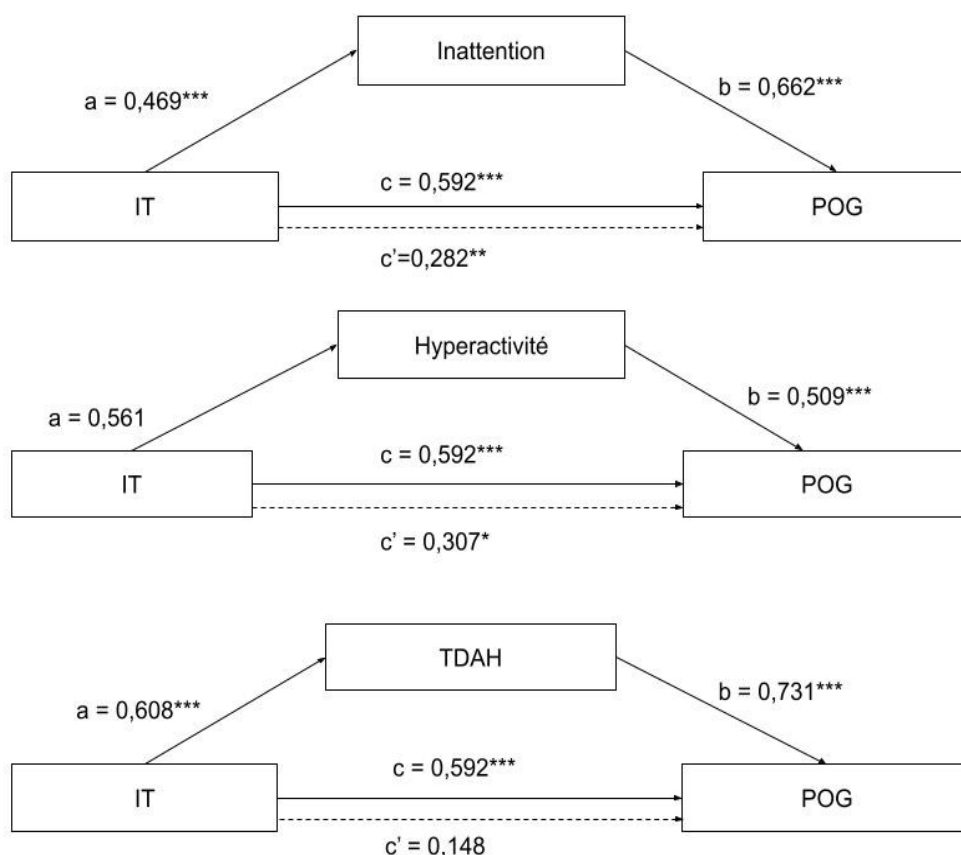 Inattention
a = 0,469***
b = 0,662***
IT
c = 0,592***
POG
c’=0,282**
Hyperactivité
a = 0,561
b = 0,509***
IT
c = 0,592***
POG
c’ = 0,307*
TDAH
a = 0,608***
b = 0,731***
IT
c = 0,592***
POG
c’ = 0,148